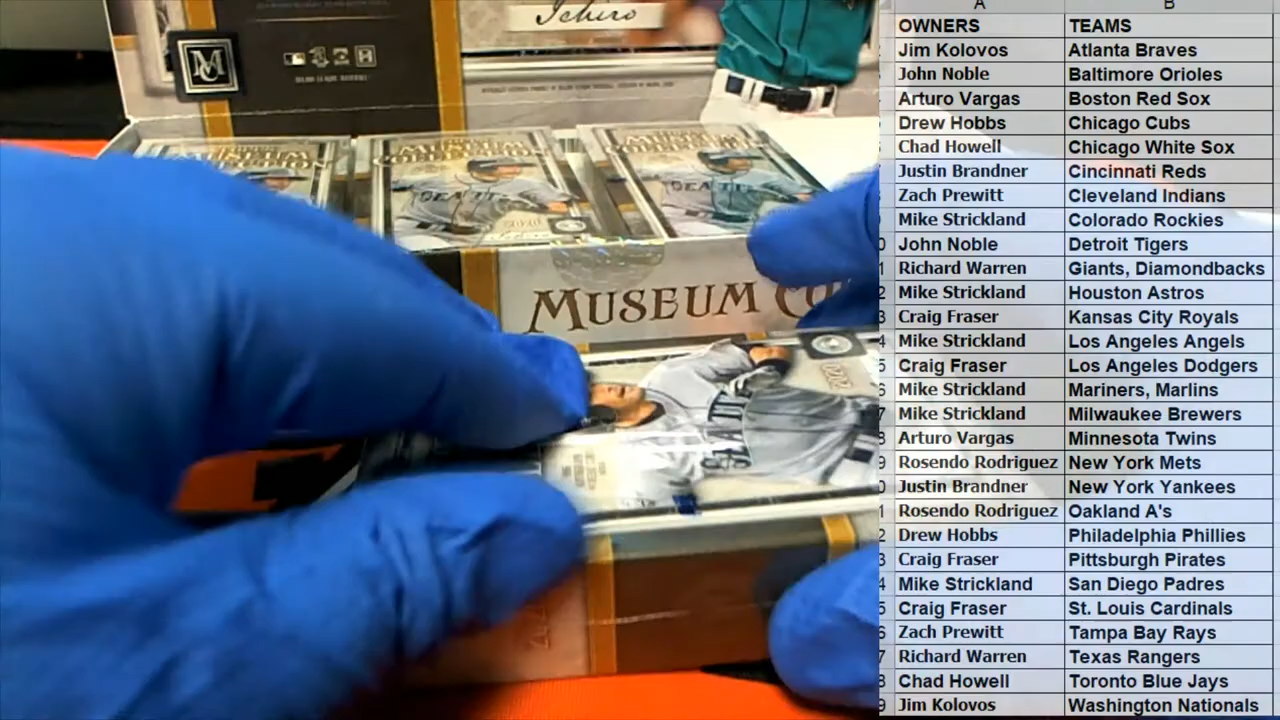 Ichiro
MC
MUSEUM
A B
OWNERS TEAMS
Jim Kolovos Atlanta Braves
John Noble Baltimore Orioles
Arturo Vargas Boston Red Sox
Drew Hobbs Chicago Cubs
Chad Howell Chicago White Sox
Justin Brandner Cincinnati Reds
Zach Prewitt Cleveland Indians
Mike Strickland Colorado Rockies
John Noble Detroit Tigers
Richard Warren Giants, Diamondbacks
Mike Strickland Houston Astros
Craig Fraser Kansas City Royals
Mike Strickland Los Angeles Angels
Craig Fraser Los Angeles Dodgers
Mike Strickland Mariners, Marlins
Mike Strickland Milwaukee Brewers
Arturo Vargas Minnesota Twins
Rosendo Rodriguez New York Mets
Justin Brandner New York Yankees
Rosendo Rodriguez Oakland A's
Drew Hobbs Philadelphia Phillies
Craig Fraser Pittsburgh Pirates
Mike Strickland San Diego Padres
Craig Fraser St. Louis Cardinals
Zach Prewitt Tampa Bay Rays
Richard Warren Texas Rangers
Chad Howell Toronto Blue Jays
Jim Kolovos Washington Nationals